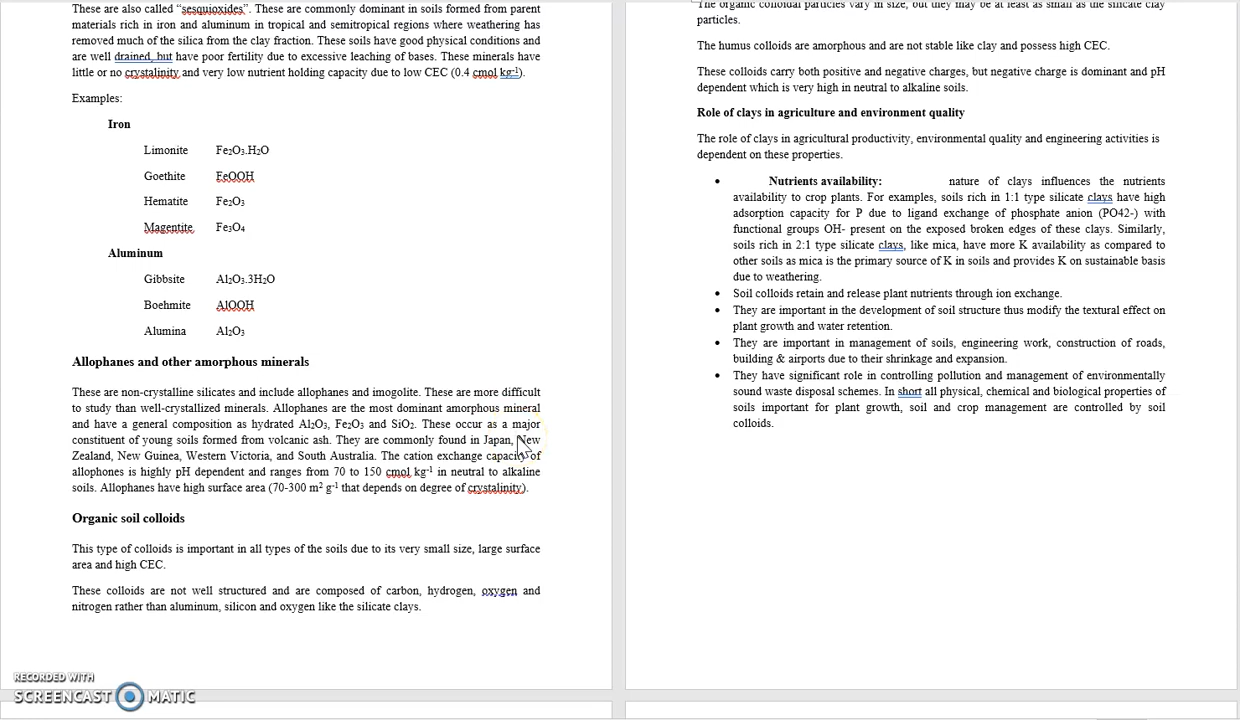 These are also called “sesquioxides”. These are commonly dominant in soils formed from parent
materials rich in iron and aluminum in tropical and semitropical regions where weathering has
removed much of the silica from the clay fraction. These soils have good physical conditions and
are well drained, but have poor fertility due to excessive leaching of bases. These minerals have
little or no crystalinity and very low nutrient holding capacity due to low CEC (0.4 cmol kg-1).
Examples:
Iron
Limonite Fe2O3.H2O
Goethite FeOOH
Hematite Fe2O3
Magentite Fe3O4
Aluminum
Gibbsite Al2O3.3H2O
Boehmite AlOOH
Alumina Al2O3
Allophanes and other amorphous minerals
These are non-crystalline silicates and include allophanes and imogolite. These are more difficult
to study than well-crystallized minerals. Allophanes are the most dominant amorphous mineral
and have a general composition as hydrated Al2O3, Fe2O3 and SiO2. These occur as a major
constituent of young soils formed from volcanic ash. They are commonly found in Japan, New
Zealand, New Guinea, Western Victoria, and South Australia. The cation exchange capacity of
allophones is highly pH dependent and ranges from 70 to 150 cmol kg-1 in neutral to alkaline
soils. Allophanes have high surface area (70-300 m2 g-1 that depends on degree of crystalinity).
Organic soil colloids
This type of colloids is important in all types of the soils due to its very small size, large surface
area and high CEC.
These colloids are not well structured and are composed of carbon, hydrogen, oxygen and
nitrogen rather than aluminum, silicon and oxygen like the silicate clays.
The organic colloidal particles vary in size, but they may be at least as small as the silicate clay
particles.
The humus colloids are amorphous and are not stable like clay and possess high CEC.
These colloids carry both positive and negative charges, but negative charge is dominant and pH
dependent which is very high in neutral to alkaline soils.
Role of clays in agriculture and environment quality
The role of clays in agricultural productivity, environmental quality and engineering activities is
dependent on these properties.
• Nutrients availability: nature of clays influences the nutrients
availability to crop plants. For examples, soils rich in 1:1 type silicate clays have high
adsorption capacity for P due to ligand exchange of phosphate anion (PO42-) with
functional groups OH- present on the exposed broken edges of these clays. Similarly,
soils rich in 2:1 type silicate clays, like mica, have more K availability as compared to
other soils as mica is the primary source of K in soils and provides K on sustainable basis
due to weathering.
• Soil colloids retain and release plant nutrients through ion exchange.
• They are important in the development of soil structure thus modify the textural effect on
plant growth and water retention.
• They are important in management of soils, engineering work, construction of roads,
building & airports due to their shrinkage and expansion.
• They have significant role in controlling pollution and management of environmentally
sound waste disposal schemes. In short all physical, chemical and biological properties of
soils important for plant growth, soil and crop management are controlled by soil
colloids.
RECORDED WITH
SCREENCAST MATIC